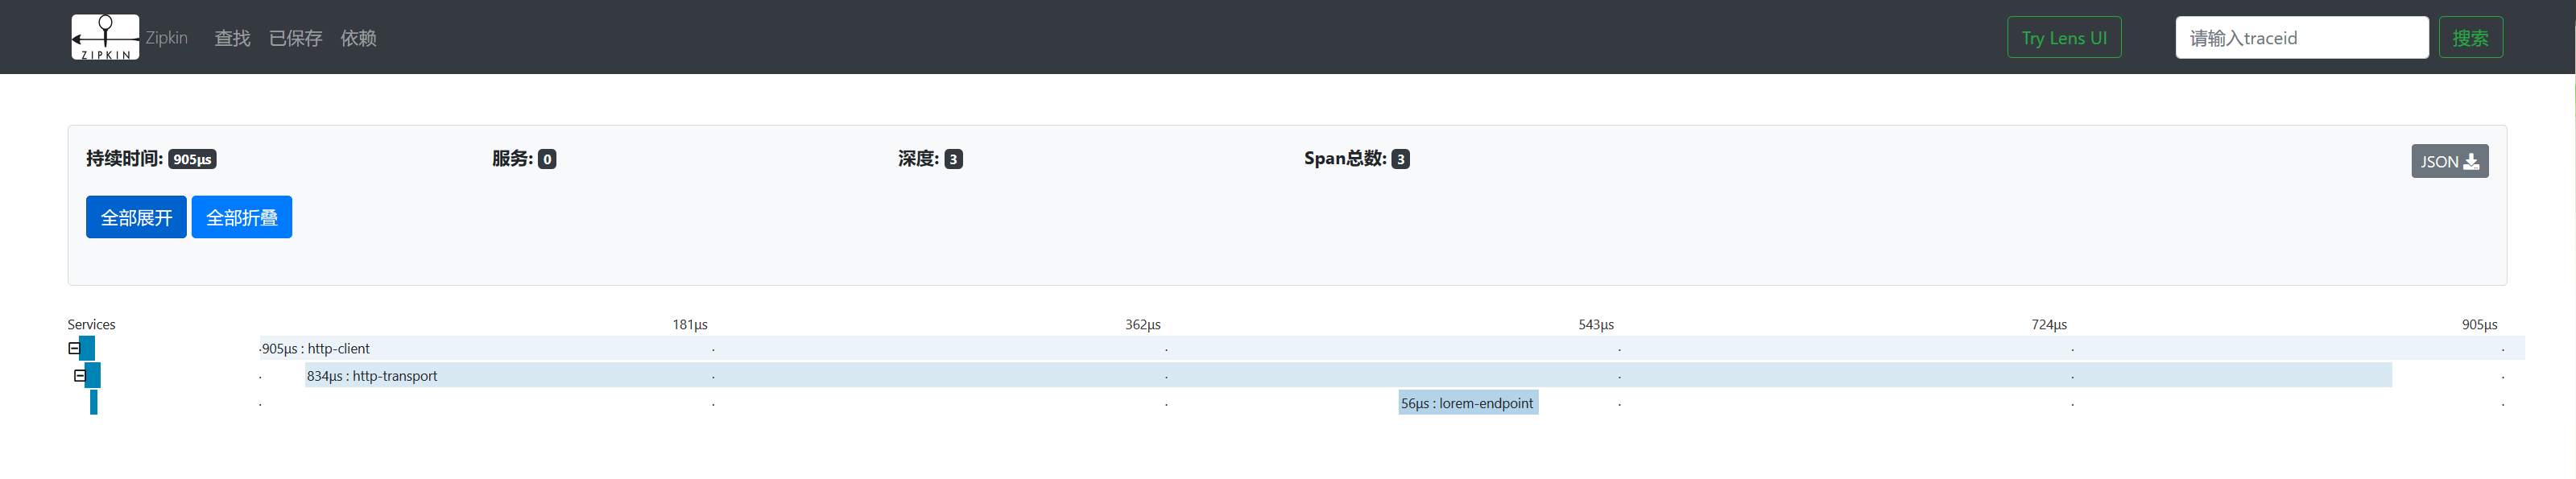 ZIPKIN Zipkin 查找 已保存 依赖 Try Lens UI 请输入traceid 搜索
持续时间: 905μs 服务: 0 深度: 3 Span总数: 3 JSON
全部展开 全部折叠
Services 181μs 362μs 543μs 724μs 905μs
905μs : http-client
834μs : http-transport
56μs : lorem-endpoint